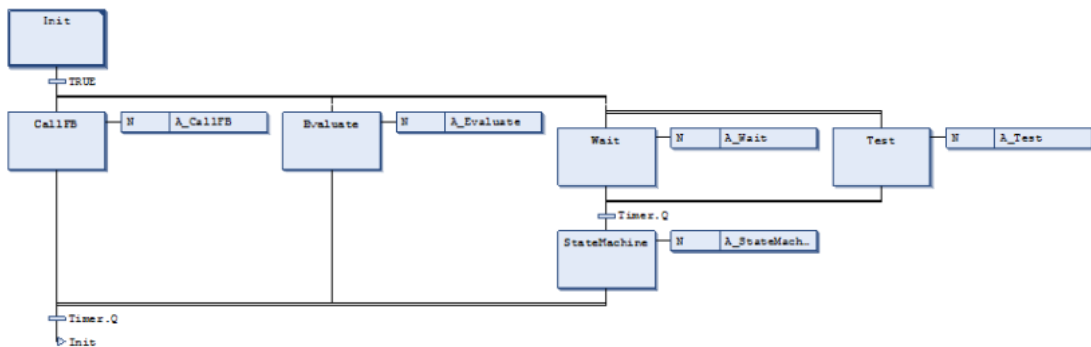 Init
TRUE
CallFB
N A_CallFB
Evaluate
N A_Evaluate
Wait
N A_Wait
Test
N A_Test
Timer.Q
StateMachine
N A_StateMach…
Timer.Q
Init